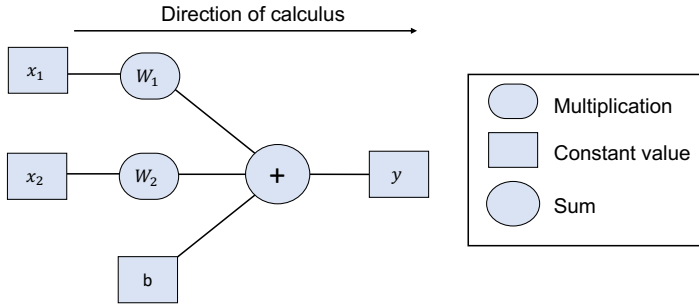 Direction of calculus
x₁ W₁
x₂ W₂ + y
b
Multiplication
Constant value
Sum